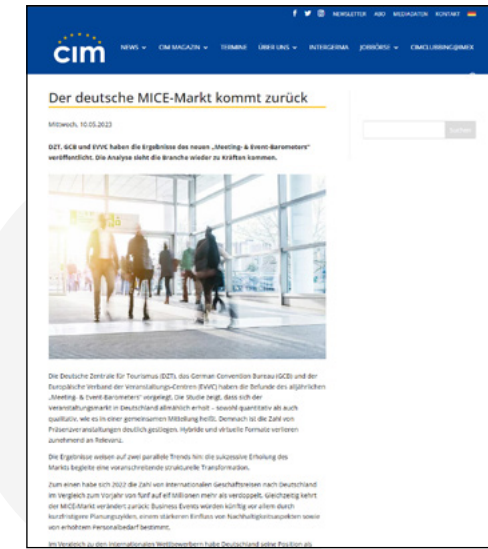 NEWSLETTER ABO MEDIADATEN KONTAKT
cim NEWS CIM MAGAZIN TERMINE ÜBER UNS INTERGERMA JOBBÖRSE CIMCLUBBING@IMEX
Der deutsche MICE-Markt kommt zurück
Mittwoch, 10.05.2023
Suchen
DZT, GCB und EVVC haben die Ergebnisse des neuen „Meeting- & Event-Barometers“
veröffentlicht. Die Analyse sieht die Branche wieder zu Kräften kommen.
Die Deutsche Zentrale für Tourismus (DZT), das German Convention Bureau (GCB) und der
Europäische Verband der Veranstaltungs-Centren (EVVC) haben die Befunde des alljährlichen
„Meeting- & Event-Barometers“ vorgelegt. Die Studie zeigt, dass sich der
Veranstaltungsmarkt in Deutschland allmählich erholt – sowohl quantitativ als auch
qualitativ, wie es in einer gemeinsamen Mitteilung heißt. Demnach ist die Zahl von
Präsenzveranstaltungen deutlich gestiegen. Hybride und virtuelle Formate verlieren
zunehmend an Relevanz.
Die Ergebnisse weisen auf zwei parallele Trends hin: die sukzessive Erholung des
Markts begleite eine voranschreitende strukturelle Transformation.
Zum einen habe sich 2022 die Zahl von internationalen Geschäftsreisen nach Deutschland
im Vergleich zum Vorjahr von fünf auf elf Millionen mehr als verdoppelt. Gleichzeitig kehrt
der MICE-Markt verändert zurück: Business Events würden künftig vor allem durch
kurzfristigere Planungszyklen, einem stärkeren Einfluss von Nachhaltigkeitsaspekten sowie
von erhöhtem Personalbedarf bestimmt.
Im Vergleich zu den internationalen Wettbewerbern habe Deutschland seine Position als